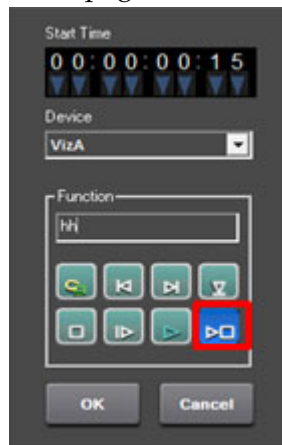 Start Time
00:00:00:15
Device
VizA
Function
hh
OK
Cancel